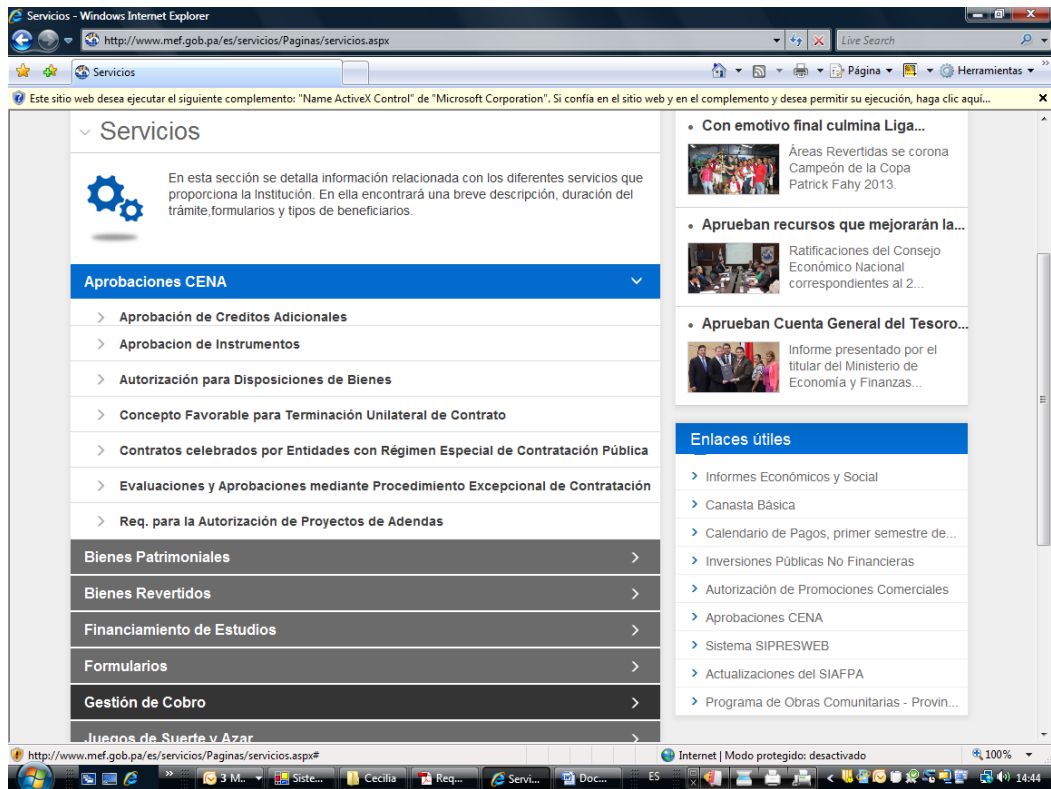 Servicios - Windows Internet Explorer
http://www.mef.gob.pa/es/servicios/Paginas/servicios.aspx
Live Search
Servicios
Página
Herramientas
Este sitio web desea ejecutar el siguiente complemento: "Name ActiveX Control" de "Microsoft Corporation". Si confía en el sitio web y en el complemento y desea permitir su ejecución, haga clic aquí...
Servicios
En esta sección se detalla información relacionada con los diferentes servicios que
proporciona la Institución. En ella encontrará una breve descripción, duración del
trámite,formularios y tipos de beneficiarios.
Aprobaciones CENA
Aprobación de Creditos Adicionales
Aprobacion de Instrumentos
Autorización para Disposiciones de Bienes
Concepto Favorable para Terminación Unilateral de Contrato
Contratos celebrados por Entidades con Régimen Especial de Contratación Pública
Evaluaciones y Aprobaciones mediante Procedimiento Excepcional de Contratación
Req. para la Autorización de Proyectos de Adendas
Bienes Patrimoniales
Bienes Revertidos
Financiamiento de Estudios
Formularios
Gestión de Cobro
Juegos de Suerte y Azar
Con emotivo final culmina Liga...
Áreas Revertidas se corona
Campeón de la Copa
Patrick Fahy 2013.
Aprueban recursos que mejorarán la...
Ratificaciones del Consejo
Económico Nacional
correspondientes al 2...
Aprueban Cuenta General del Tesoro...
Informe presentado por el
titular del Ministerio de
Economía y Finanzas...
Enlaces útiles
Informes Económicos y Social
Canasta Básica
Calendario de Pagos, primer semestre de...
Inversiones Públicas No Financieras
Autorización de Promociones Comerciales
Aprobaciones CENA
Sistema SIPRESWEB
Actualizaciones del SIAFPA
Programa de Obras Comunitarias - Provin...
http://www.mef.gob.pa/es/servicios/Paginas/servicios.aspx#
Internet | Modo protegido: desactivado
100%
3 M...
Siste...
Cecilia
Req...
Servi...
Doc...
ES
14:44